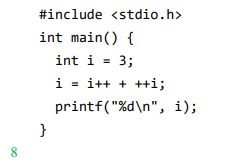 #include <stdio.h>
int main() {
int i = 3;
i = i++ + ++i;
printf("%d\n", i);
}
8